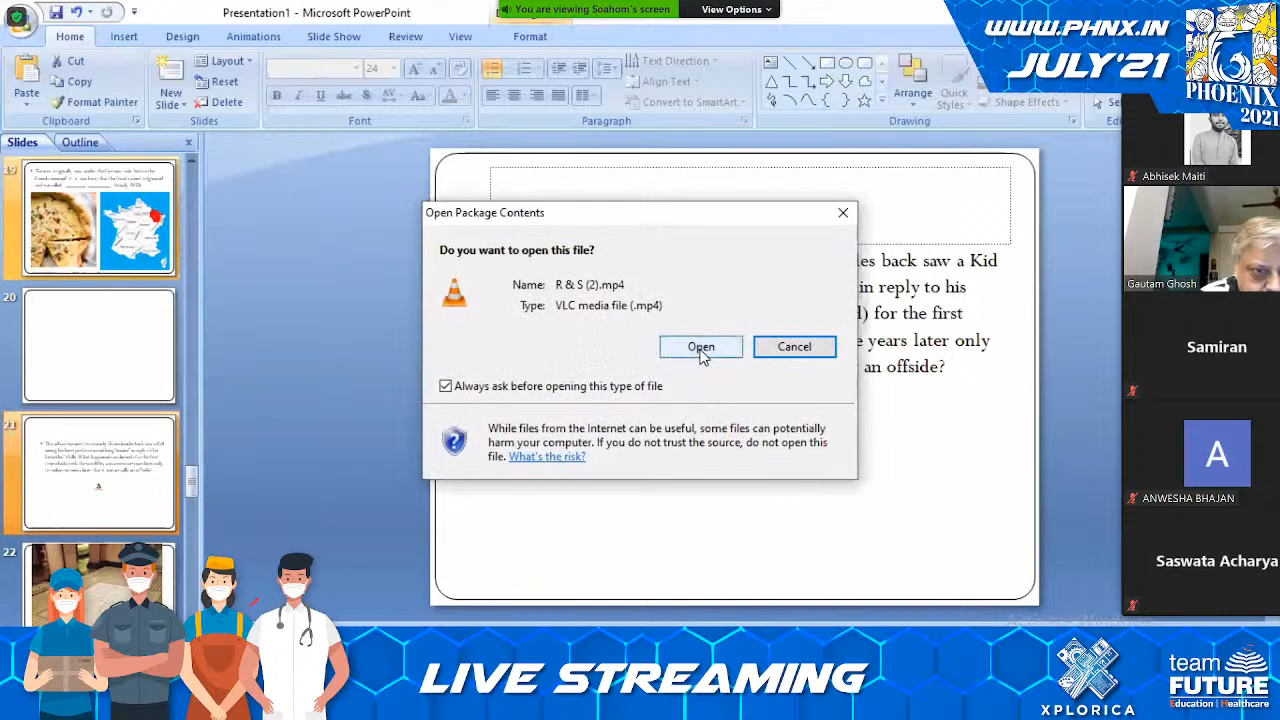 Presentation1 - Microsoft PowerPoint
You are viewing Soahom's screen
View Options
WWW.PHNX.IN
JULY'21
PHOENIX
2021
Home
Insert
Design
Animations
Slide Show
Review
View
Format
Paste
Cut
Copy
Format Painter
Clipboard
New
Slide
Layout
Reset
Delete
Slides
24
Font
Text Direction
Align Text
Convert to SmartArt
Paragraph
Arrange
Quick
Styles
Shape Effects
Drawing
Slides
Outline
19
20
21
22
Open Package Contents
Do you want to open this file?
Name: R & S (2).mp4
Type: VLC media file (.mp4)
Open
Cancel
Always ask before opening this type of file
While files from the Internet can be useful, some files can potentially
harm your computer. If you do not trust the source, do not open this
file. What's the risk?
back saw a Kid
in reply to his
for the first
years later only
an offside?
Abhisek Maiti
Gautam Ghosh
Samiran
A
ANWESHA BHAJAN
Saswata Acharya
LIVE STREAMING
XPLORICA
team
FUTURE
Education | Healthcare